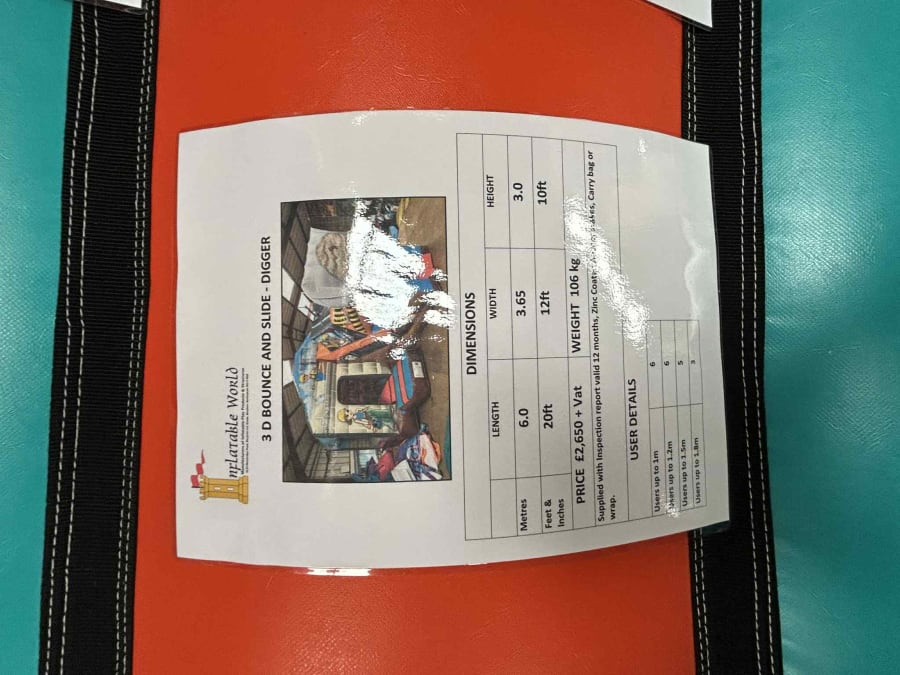 nflatable World
3 D BOUNCE AND SLIDE - DIGGER
DIMENSIONS
LENGTH WIDTH HEIGHT
Metres 6.0 3.65 3.0
Feet & Inches 20ft 12ft 10ft
PRICE £2,650 + Vat WEIGHT 106 kg
Supplied with Inspection report valid 12 months, Zinc Coated Carry bag or
wrap.
USER DETAILS
Users up to 1m 6
Users up to 1.2m 6
Users up to 1.5m 5
Users up to 1.8m 3